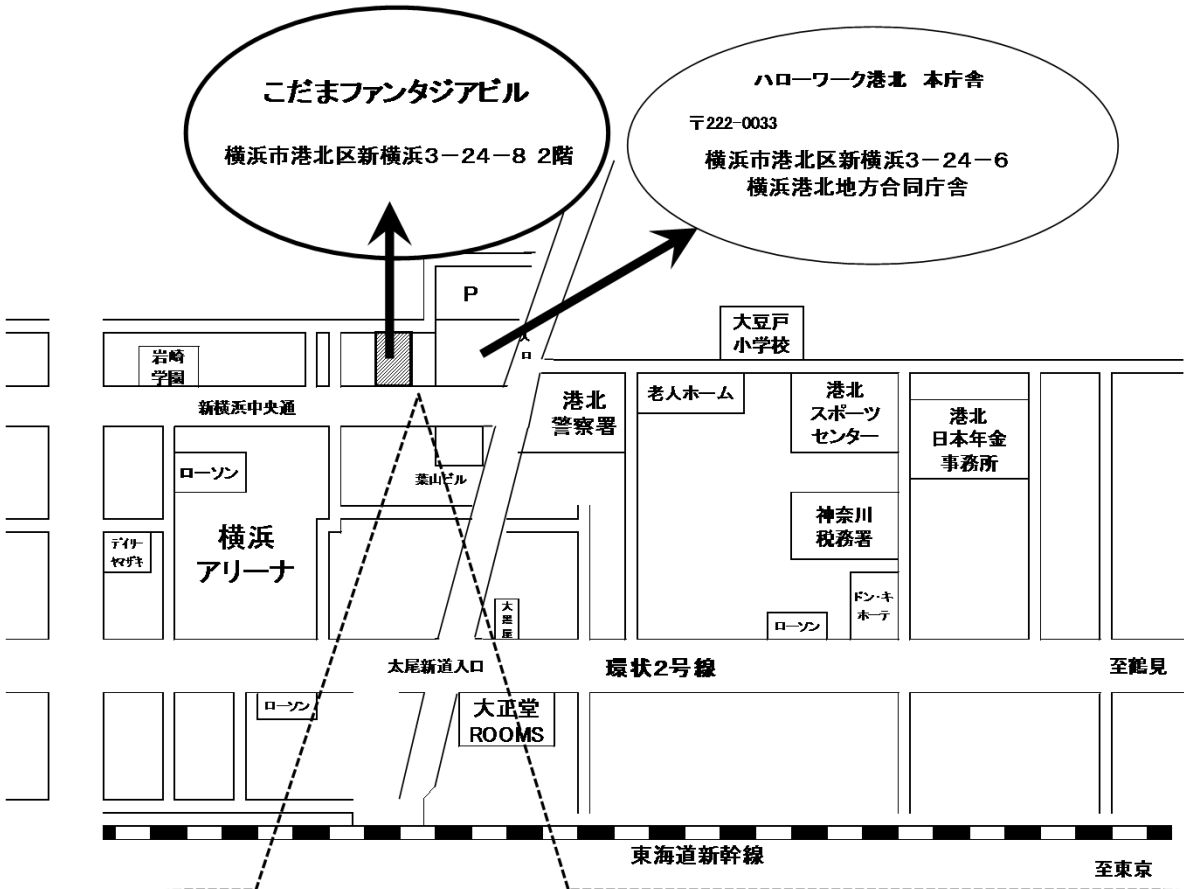 こだまファンタジアビル
横浜市港北区新横浜3-24-8 2階
ハローワーク港北 本庁舎
〒222-0033
横浜市港北区新横浜3-24-6
横浜港北地方合同庁舎
P
入
口
岩崎
学園
大豆戸
小学校
新横浜中央通
港北
警察署
老人ホーム
港北
スポーツ
センター
港北
日本年金
事務所
ローソン
葉山ビル
横浜
アリーナ
デイリー
ヤマザキ
神奈川
税務署
ドン・キ
ホーテ
大黒屋
ローソン
太尾新道入口
環状2号線
至鶴見
ローソン
大正堂
ROOMS
東海道新幹線
至東京